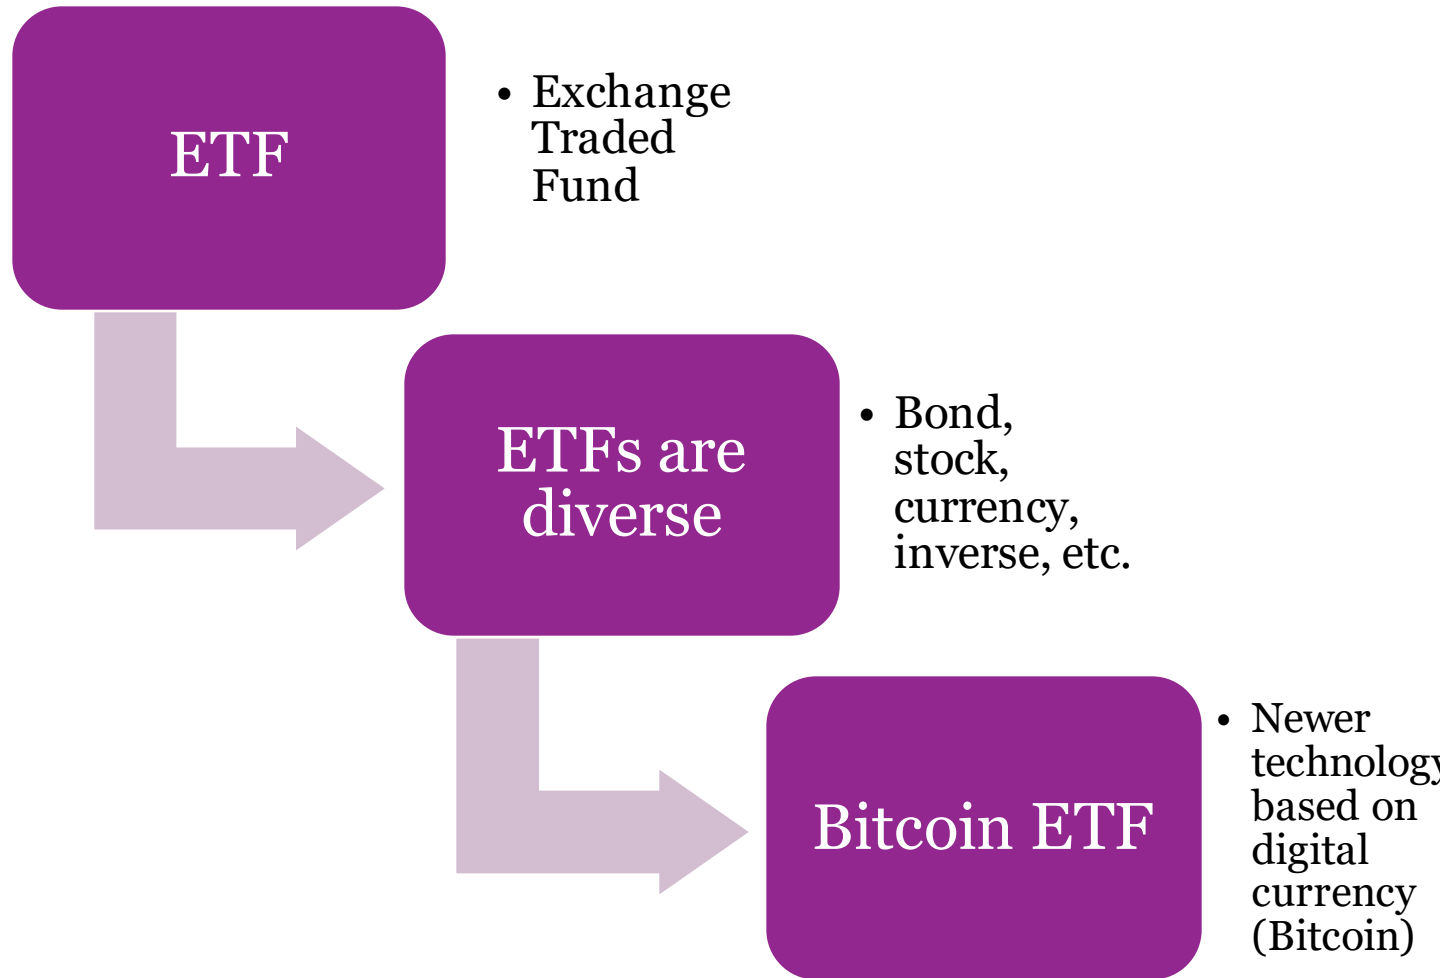 ETF
• Exchange
Traded
Fund
ETFs are
diverse
• Bond,
stock,
currency,
inverse, etc.
Bitcoin ETF
• Newer
technology
based on
digital
currency
(Bitcoin)